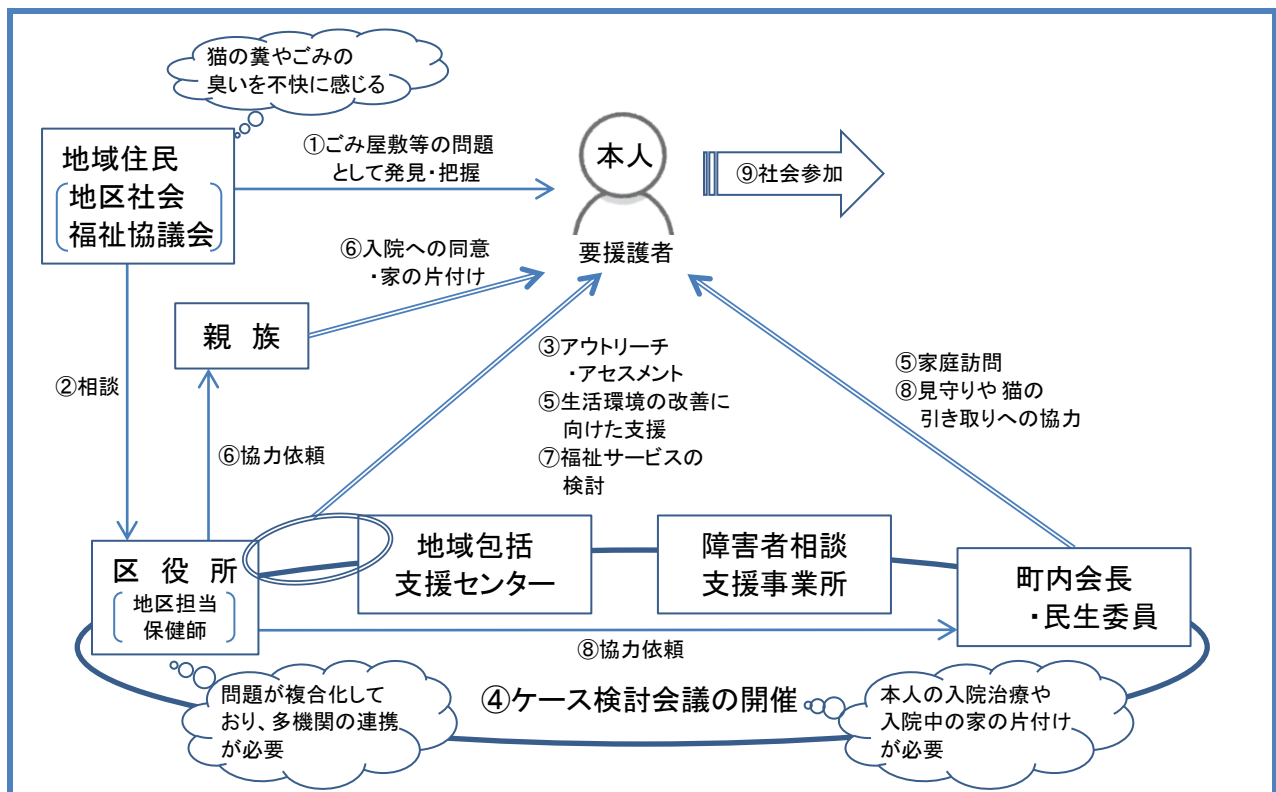 猫の糞やごみの
臭いを不快に感じる
地域住民
地区社会
福祉協議会
①ごみ屋敷等の問題
として発見・把握
本人
要援護者
⑨社会参加
⑥入院への同意
・家の片付け
親 族
②相談
⑥協力依頼
③アウトリーチ
・アセスメント
⑤生活環境の改善に
向けた支援
⑦福祉サービスの
検討
⑤家庭訪問
⑧見守りや 猫の
引き取りへの協力
区 役 所
地区担当
保健師
地域包括
支援センター
障害者相談
支援事業所
町内会長
・民生委員
⑧協力依頼
④ケース検討会議の開催
問題が複合化して
おり、多機関の連携
が必要
本人の入院治療や
入院中の家の片付け
が必要